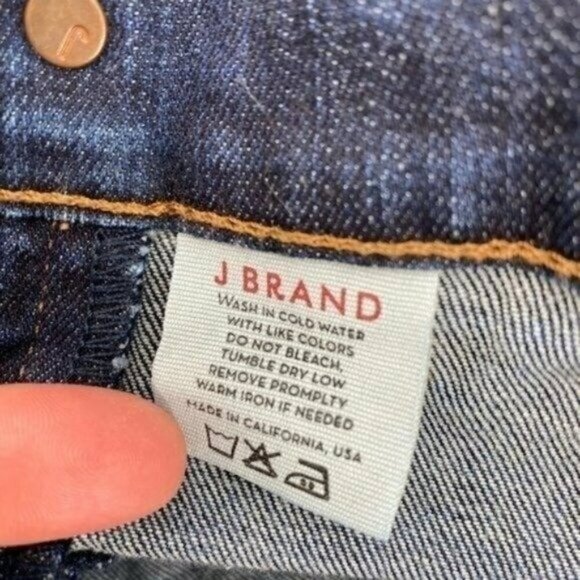 J
J BRAND
WASH IN COLD WATER
WITH LIKE COLORS
DO NOT BLEACH,
TUMBLE DRY LOW
REMOVE PROMPLTY
WARM IRON IF NEEDED
MADE IN CALIFORNIA, USA